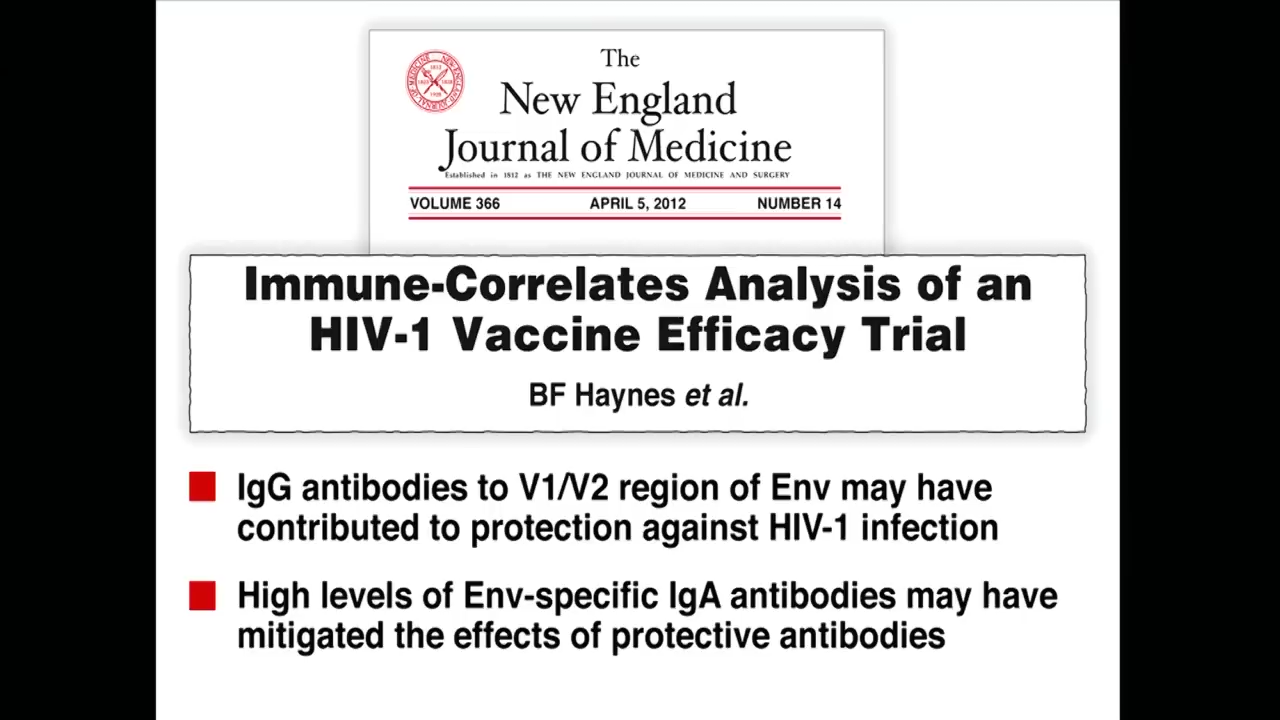 The
New England
Journal of Medicine
Established in 1812 as THE NEW ENGLAND JOURNAL OF MEDICINE AND SURGERY
VOLUME 366 APRIL 5, 2012 NUMBER 14
Immune-Correlates Analysis of an
HIV-1 Vaccine Efficacy Trial
BF Haynes et al.
IgG antibodies to V1/V2 region of Env may have
contributed to protection against HIV-1 infection
High levels of Env-specific IgA antibodies may have
mitigated the effects of protective antibodies